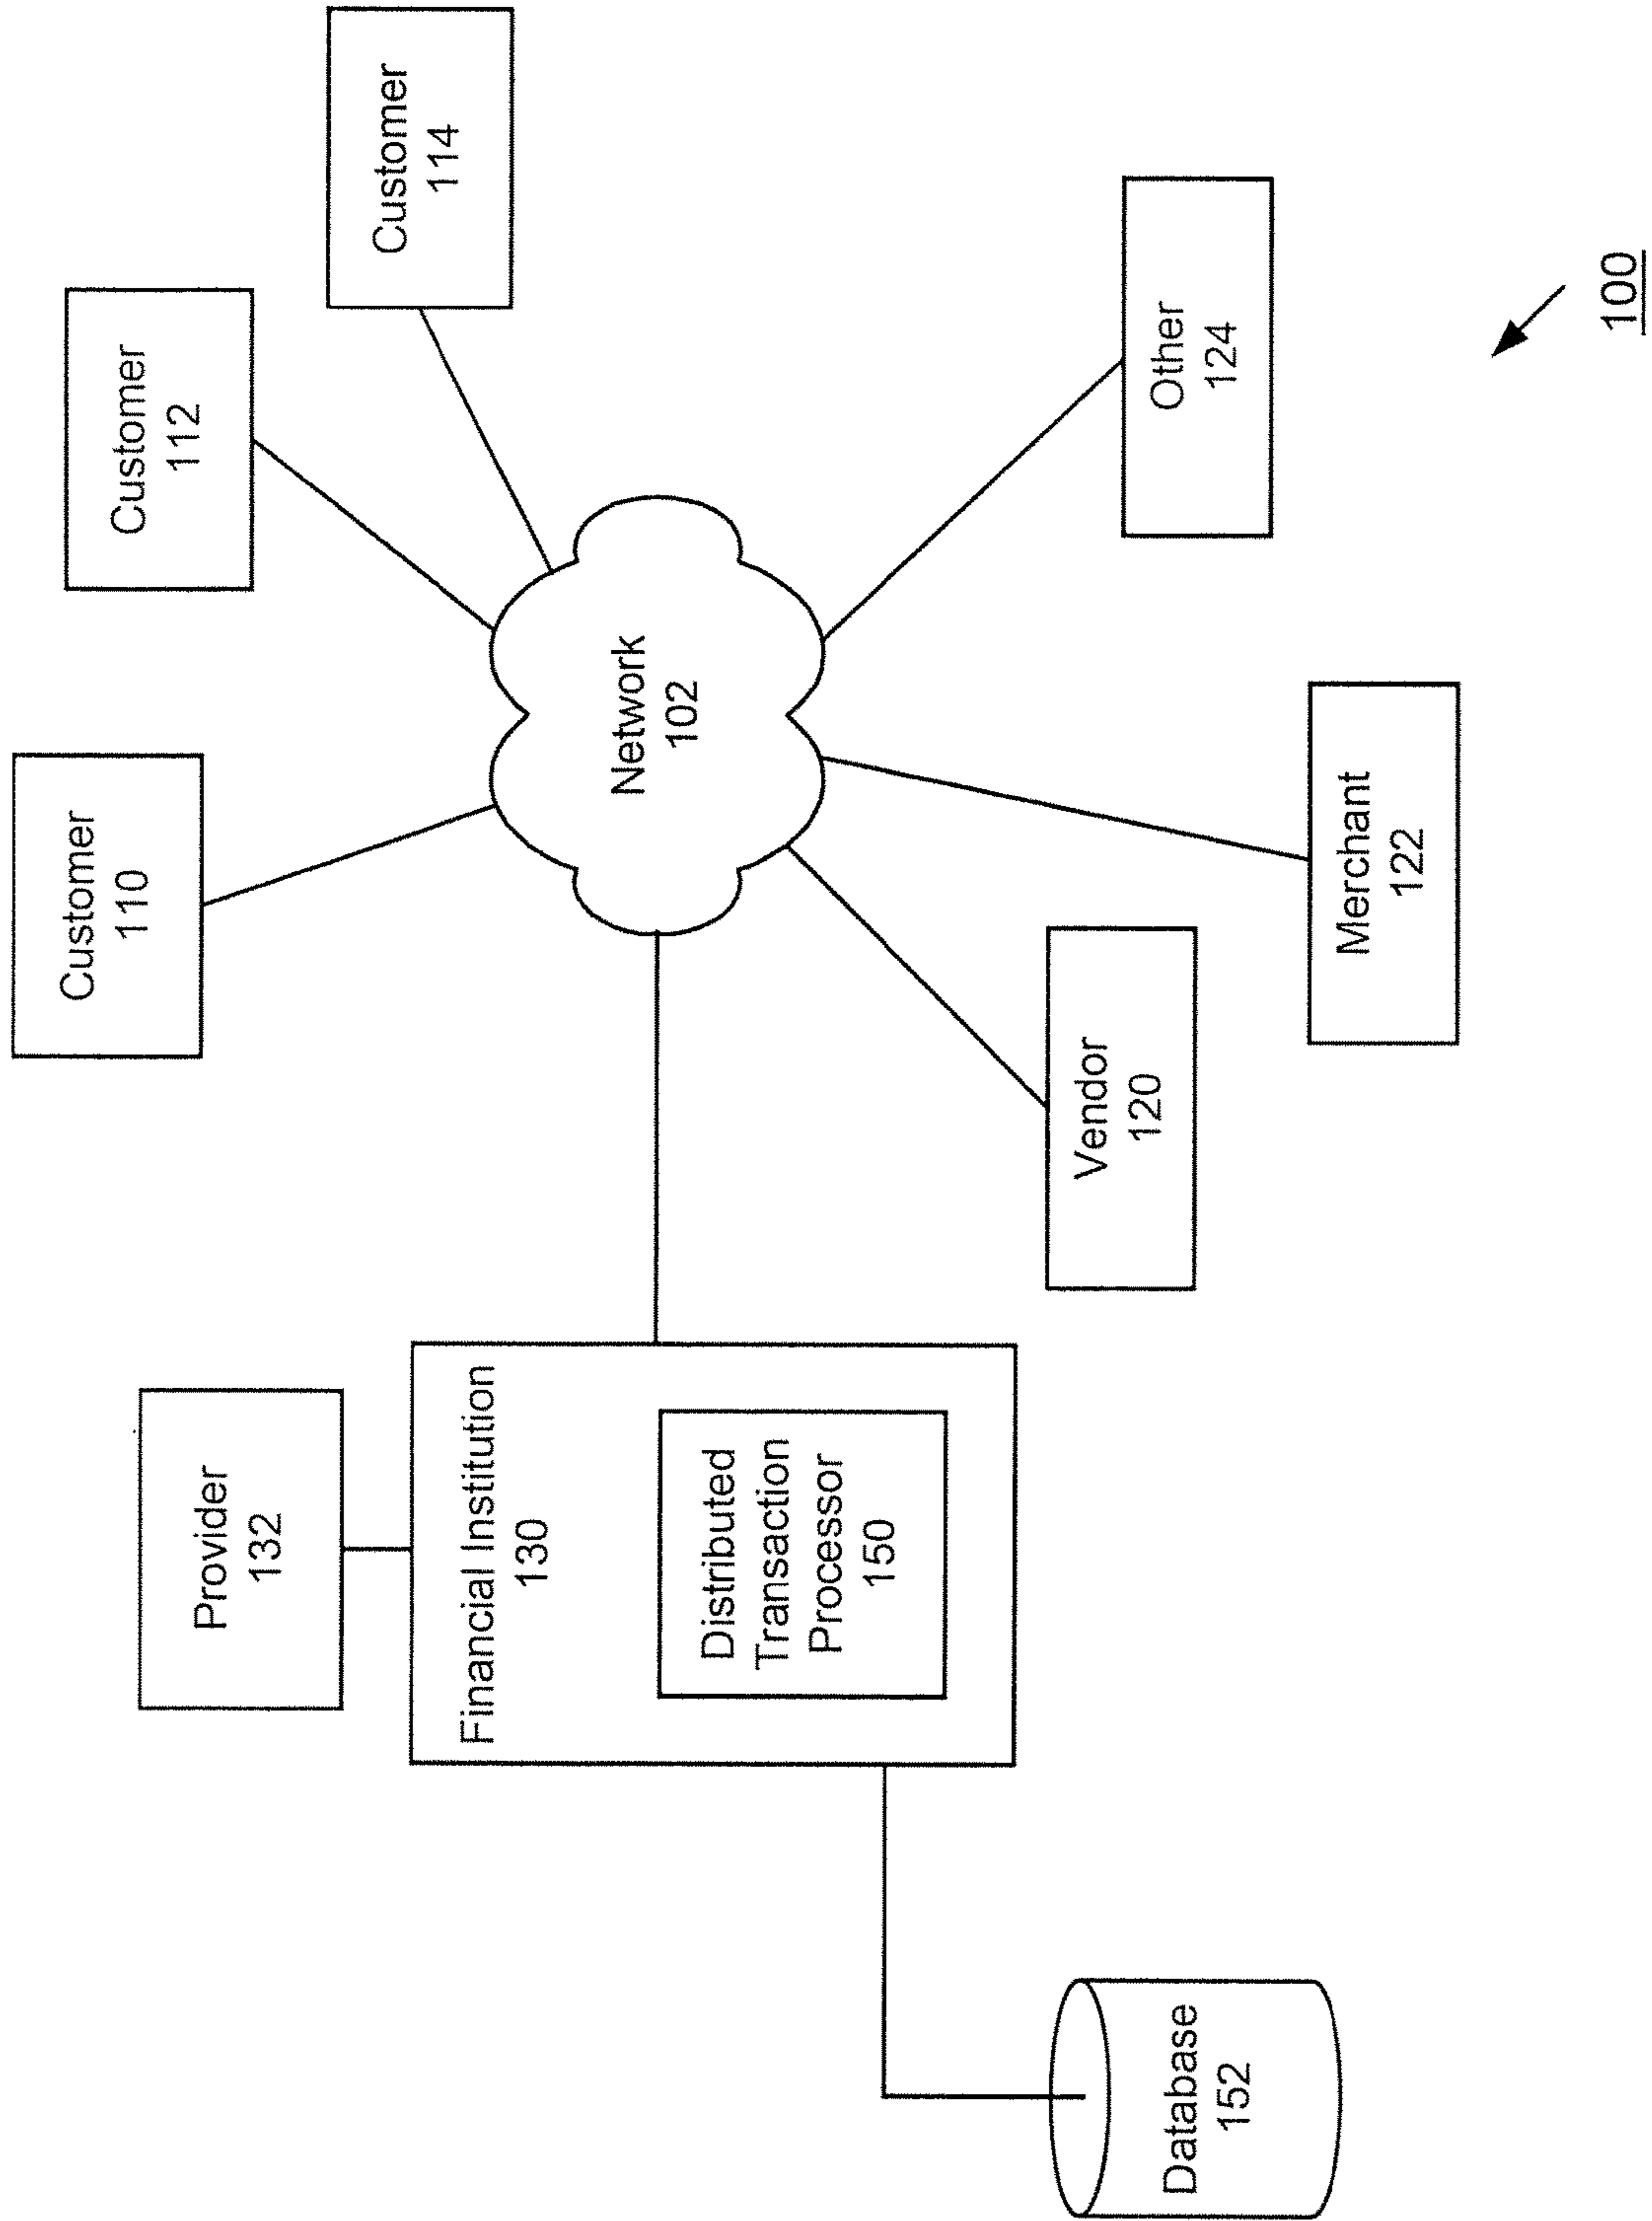 Customer
110
Customer
112
Customer
114
Provider
132
Financial Institution
130
Distributed
Transaction
Processor
150
Network
102
Database
152
Vendor
120
Merchant
122
Other
124
100